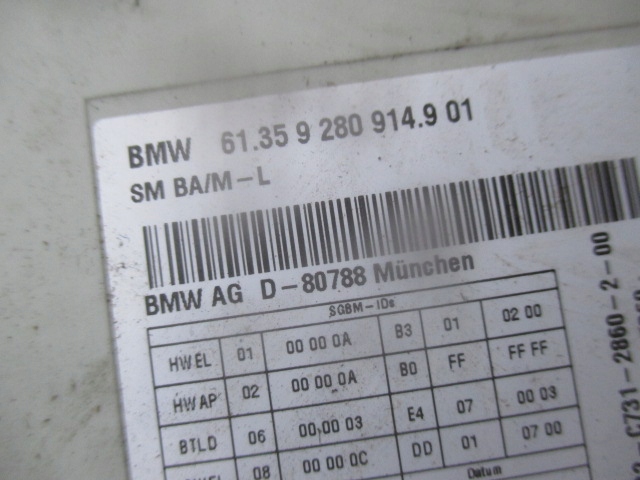 BMW 61.35 9 280 914.9 01
SM BA/M-L
BMW AG D-80788 München
SGBM-IDs
HWEL 01 00 00 0A B3 01 02 00
HWAP 02 00 00 0A B0 FF FF FF
BTLD 06 00 00 03 E4 07 00 03
08 00 00 0C DD 01 07 00
Datum
C731-2860-2-00